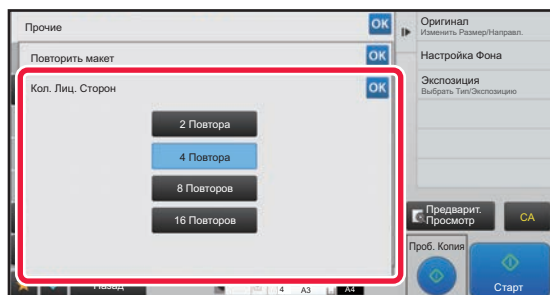 Прочие
OK
Повторить макет
OK
Кол. Лиц. Сторон
OK
2 Повтора
4 Повтора
8 Повторов
16 Повторов
Назад
4 A3
A4
Оригинал
Изменить Размер/Направл.
Настройка Фона
Экспозиция
Выбрать Тип/Экспозицию
Предварит.
Просмотр
CA
Проб. Копия
Старт